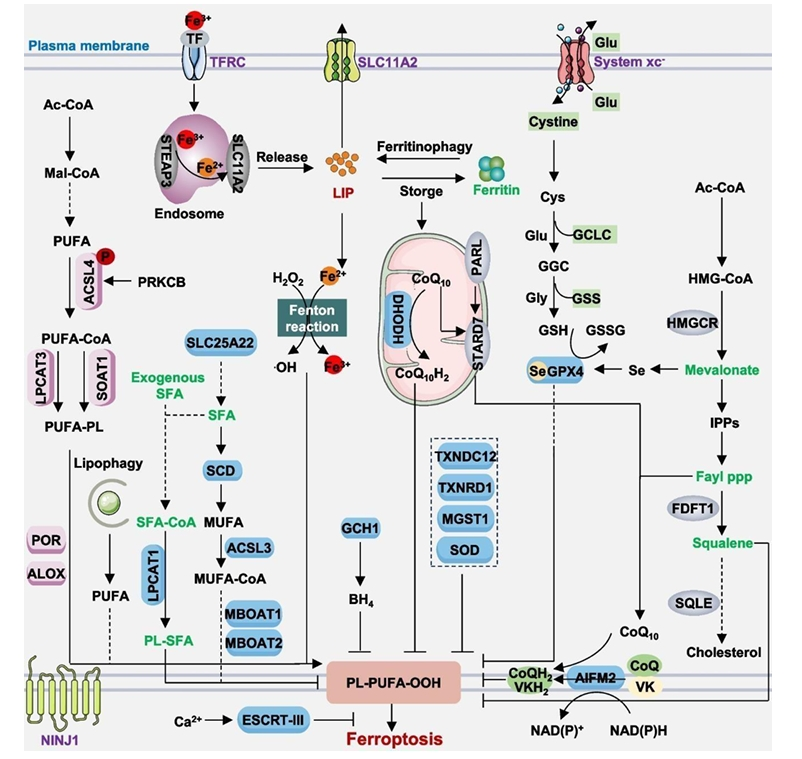 Fe3+
TF
Plasma membrane
TFRC
SLC11A2
Glu
System xc-
Glu
Ac-CoA
Cystine
STEAP3
Fe3+
Fe2+
SLC11A2
Release
Ferritinophagy
Mal-CoA
LIP
Storge
Ferritin
Ac-CoA
Endosome
Cys
PUFA
P
ACSL4
PRKCB
Glu
GCLC
GGC
PARL
CoQ10
HMG-CoA
H2O2
Fe2+
Gly
GSS
DHODH
STARD7
Fenton
reaction
GSH
GSSG
HMGCR
PUFA-CoA
SLC25A22
·OH
Fe3+
CoQ10H2
SeGPX4
Se
Mevalonate
LPCAT3
SOAT1
Exogenous
SFA
SFA
IPPs
PUFA-PL
Lipophagy
SCD
TXNDC12
TXNRD1
MGST1
SOD
Fayl ppp
FDFT1
SFA-CoA
MUFA
GCH1
POR
ACSL3
Squalene
ALOX
LPCAT1
MUFA-CoA
PUFA
BH4
SQLE
MBOAT1
MBOAT2
PL-SFA
CoQ10
Cholesterol
PL-PUFA-OOH
CoQH2
VKH2
AIFM2
CoQ
VK
NINJ1
Ca2+
ESCRT-III
Ferroptosis
NAD(P)+
NAD(P)H